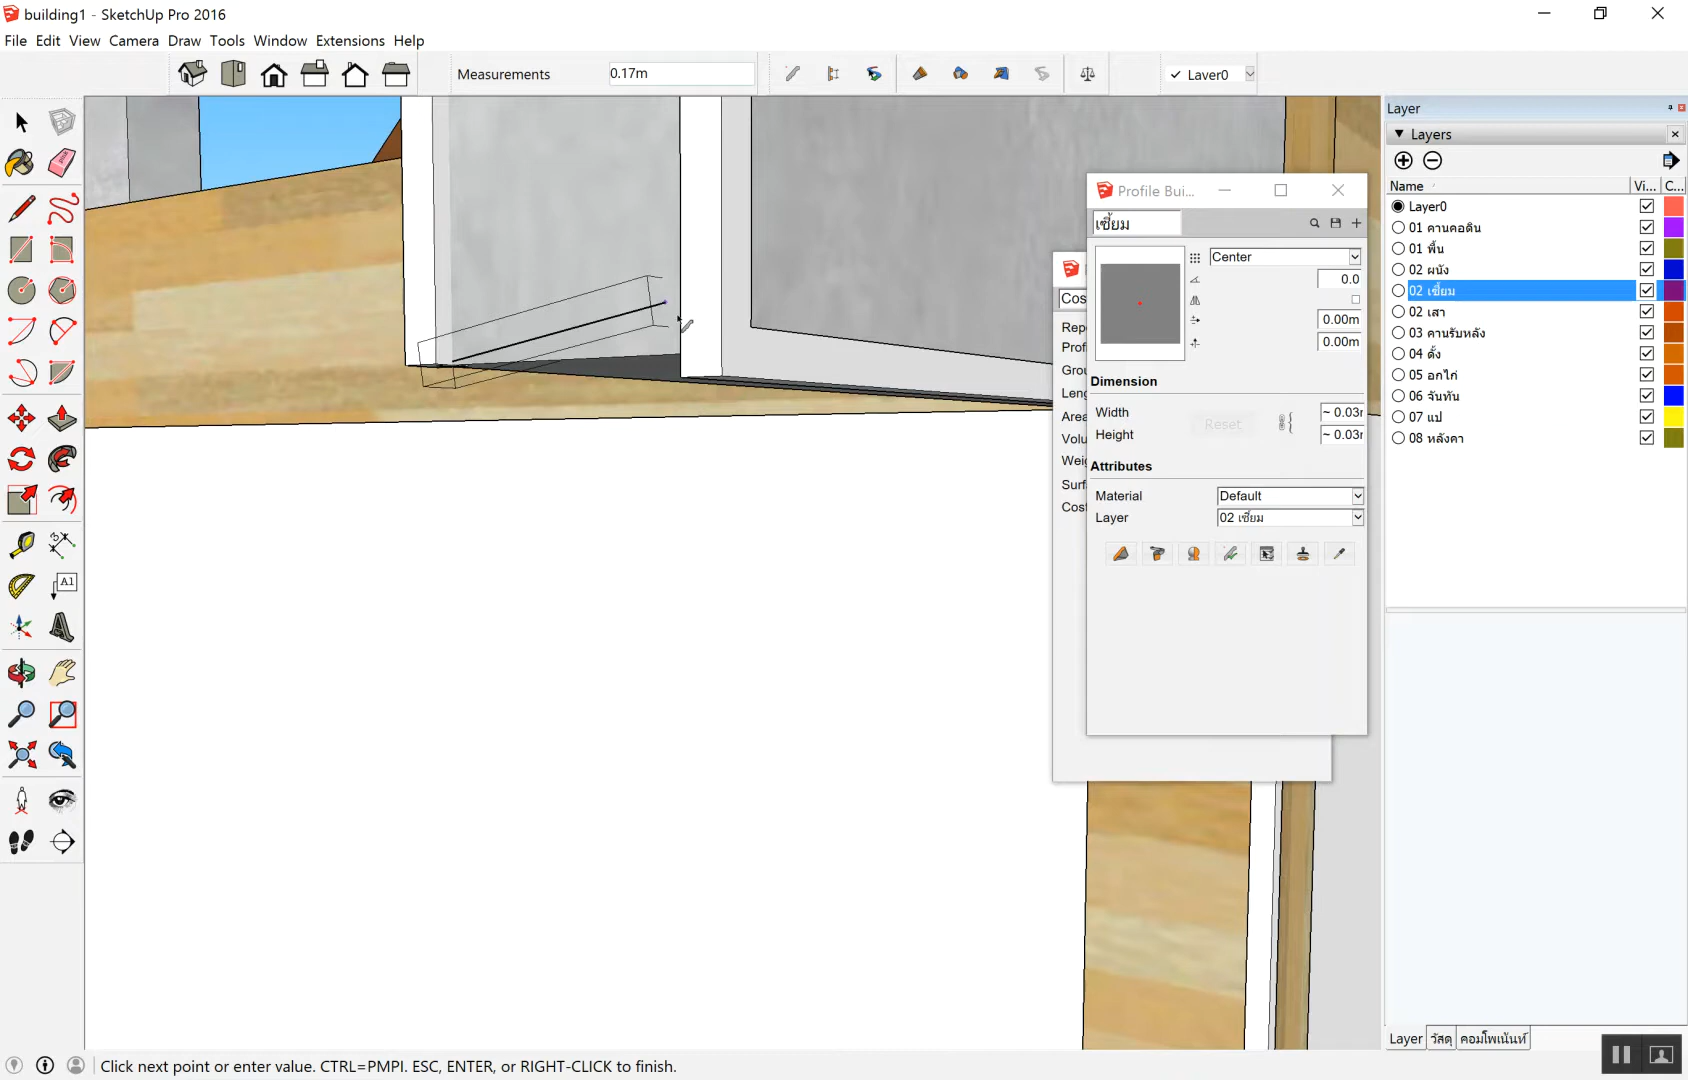 building1 - SketchUp Pro 2016
File Edit View Camera Draw Tools Window Extensions Help
Measurements 0.17m
Layer0
Layer
Layers
Name Vi... C...
Layer0
01 คานคอดิน
01 พื้น
02 ผนัง
02 เซี้ยม
02 เสา
03 คานรับหลัง
04 ดั้ง
05 อกไก่
06 จันทัน
07 แป
08 หลังคา
Profile Bui...
เซี้ยม
Center
0.0
0.00m
0.00m
Dimension
Width ~ 0.03
Reset
Height ~ 0.03
Attributes
Material Default
Layer 02 เซี้ยม
Cos
Rep
Prof
Grou
Leng
Area
Volu
Weig
Surf
Cost
A1
3
Layer วัสดุ คอมโพเน้นท์
Click next point or enter value. CTRL=PMPI. ESC, ENTER, or RIGHT-CLICK to finish.